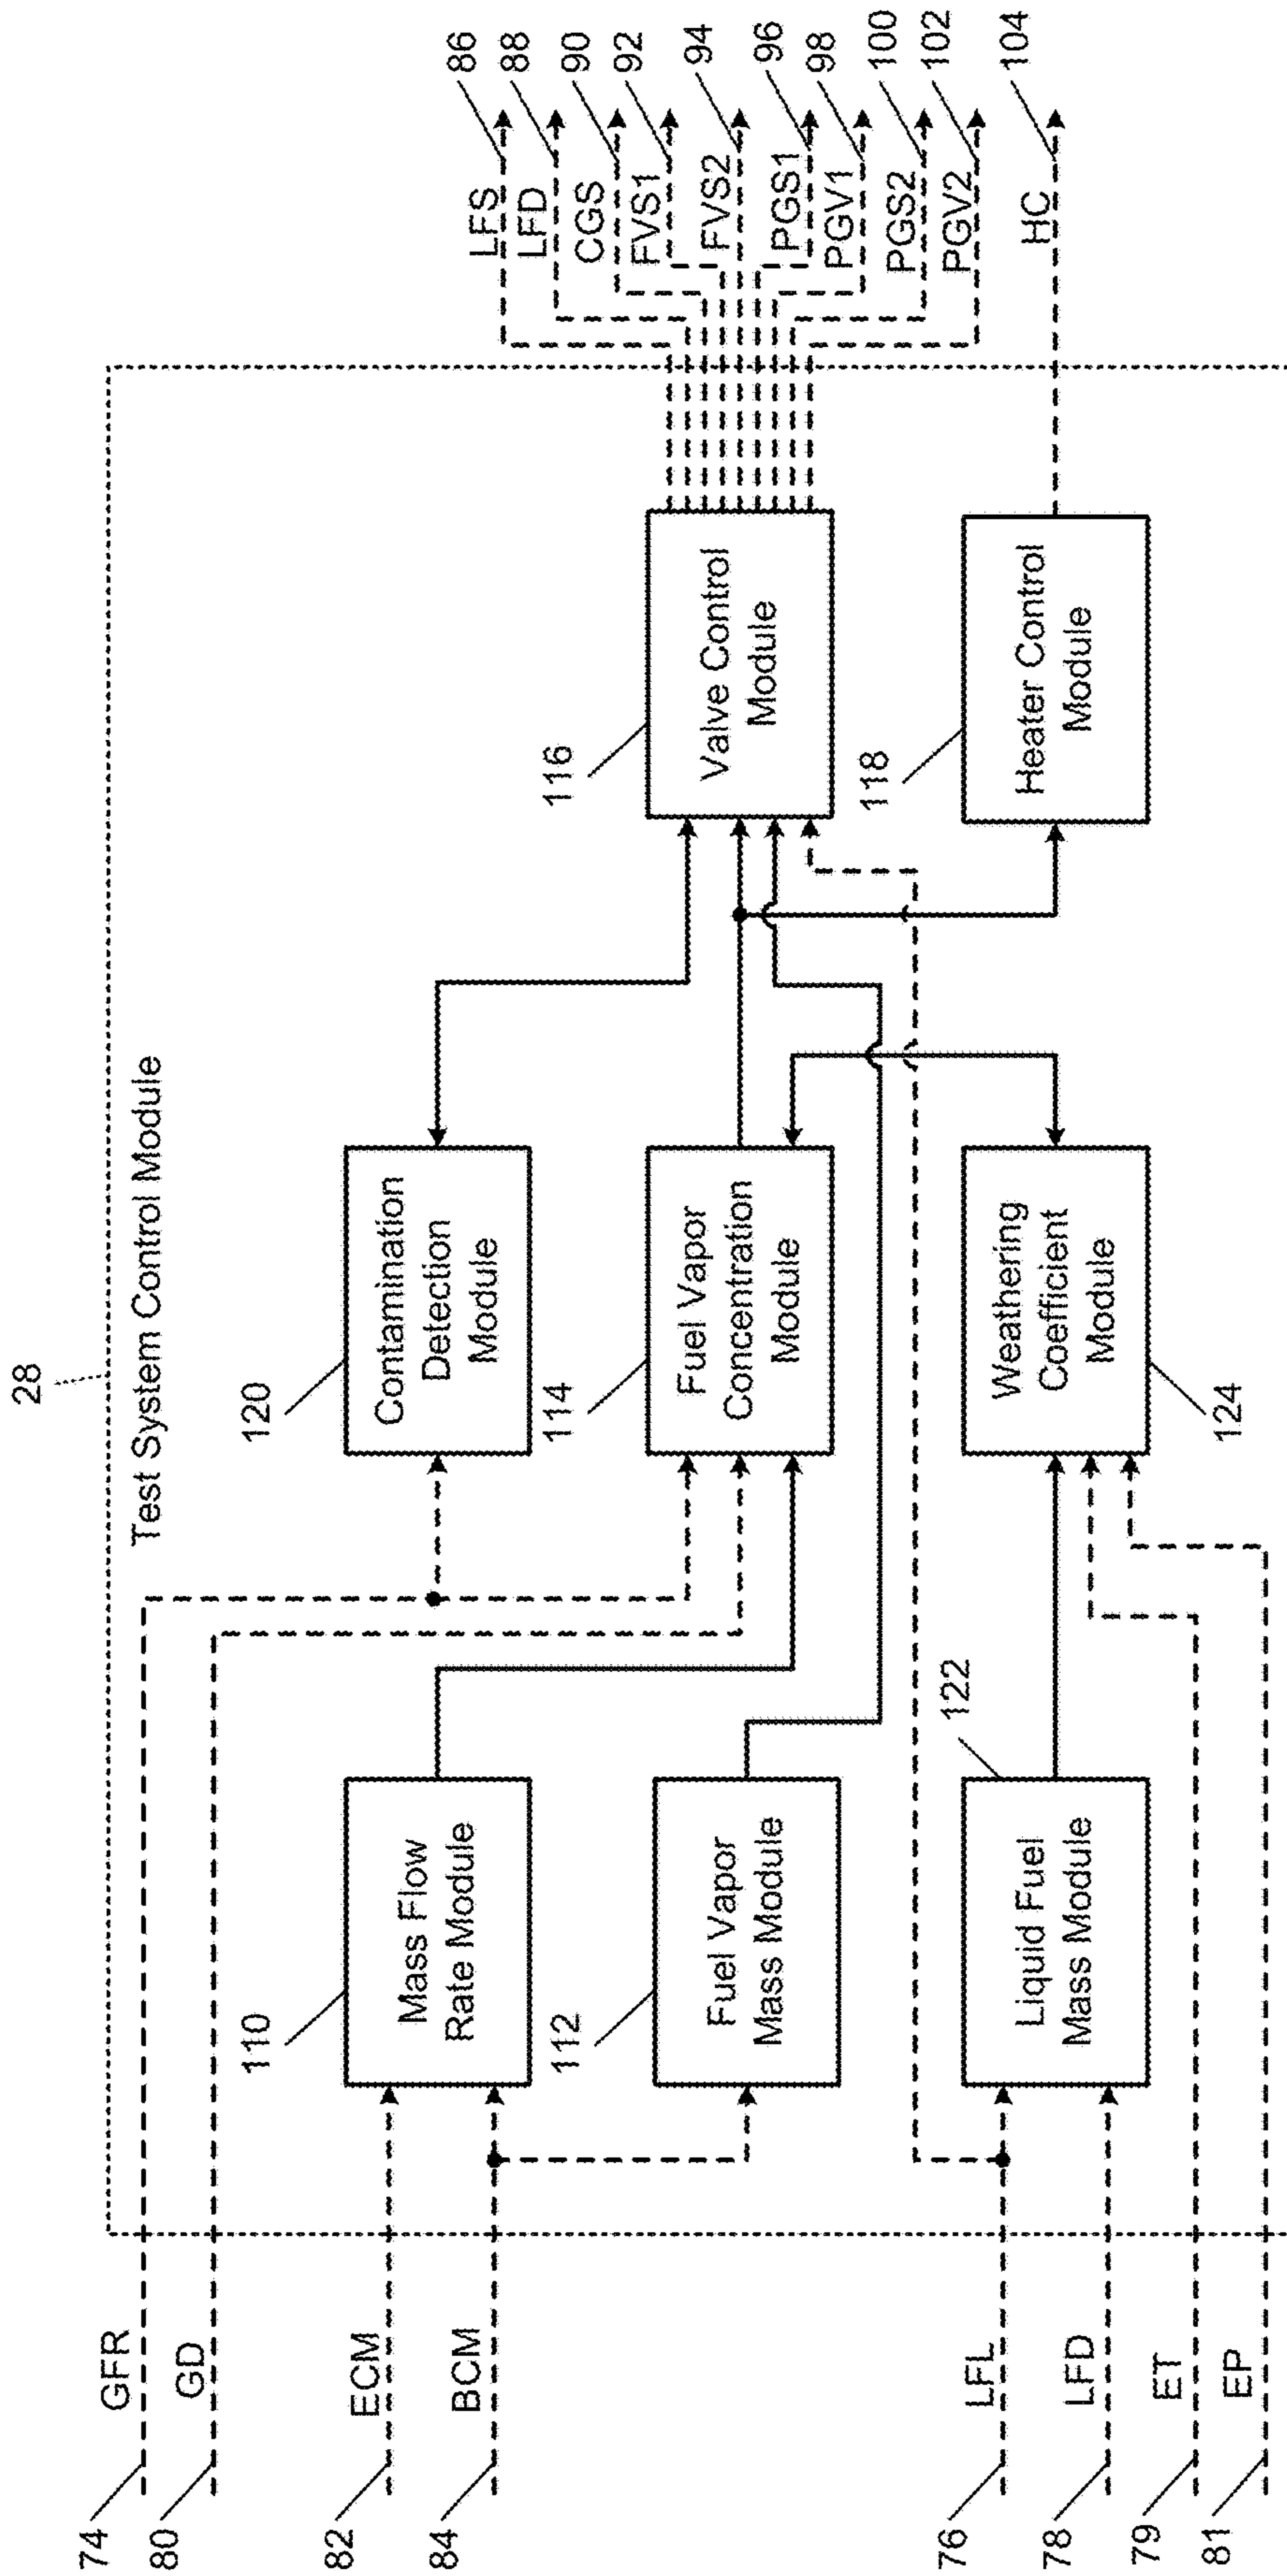 28
Test System Control Module
74
GFR
80
GD
82
ECM
84
BCM
76
LFL
78
LFD
79
ET
81
EP
110
Mass Flow
Rate Module
112
Fuel Vapor
Mass Module
122
Liquid Fuel
Mass Module
120
Contamination
Detection
Module
114
Fuel Vapor
Concentration
Module
Weathering
Coefficient
Module
124
116
Valve Control
Module
118
Heater Control
Module
LFS
86
LFD
88
CGS
90
FVS1
92
FVS2
94
PGS1
96
PGV1
98
PGS2
100
PGV2
102
HC
104